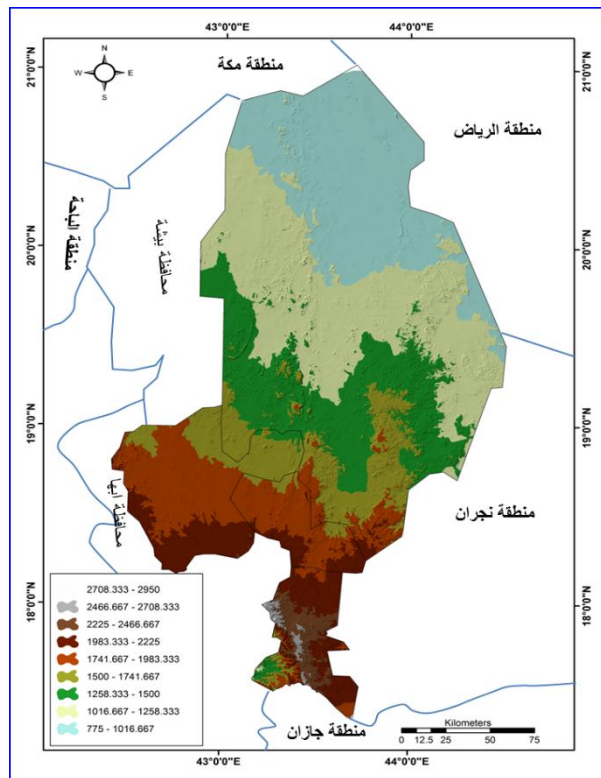 43°0'0"E
44°0'0"E
21°0'0"N
21°0'0"N
N
W
E
S
منطقة مكة
منطقة الرياض
منطقة الباحة
محافظة بيشة
20°0'0"N
20°0'0"N
19°0'0"N
19°0'0"N
محافظة ابها
منطقة نجران
18°0'0"N
18°0'0"N
2708.333 - 2950
2466.667 - 2708.333
2225 - 2466.667
1983.333 - 2225
1741.667 - 1983.333
1500 - 1741.667
1258.333 - 1500
1016.667 - 1258.333
775 - 1016.667
منطقة جازان
Kilometers
0 12.5 25 50 75
43°0'0"E
44°0'0"E